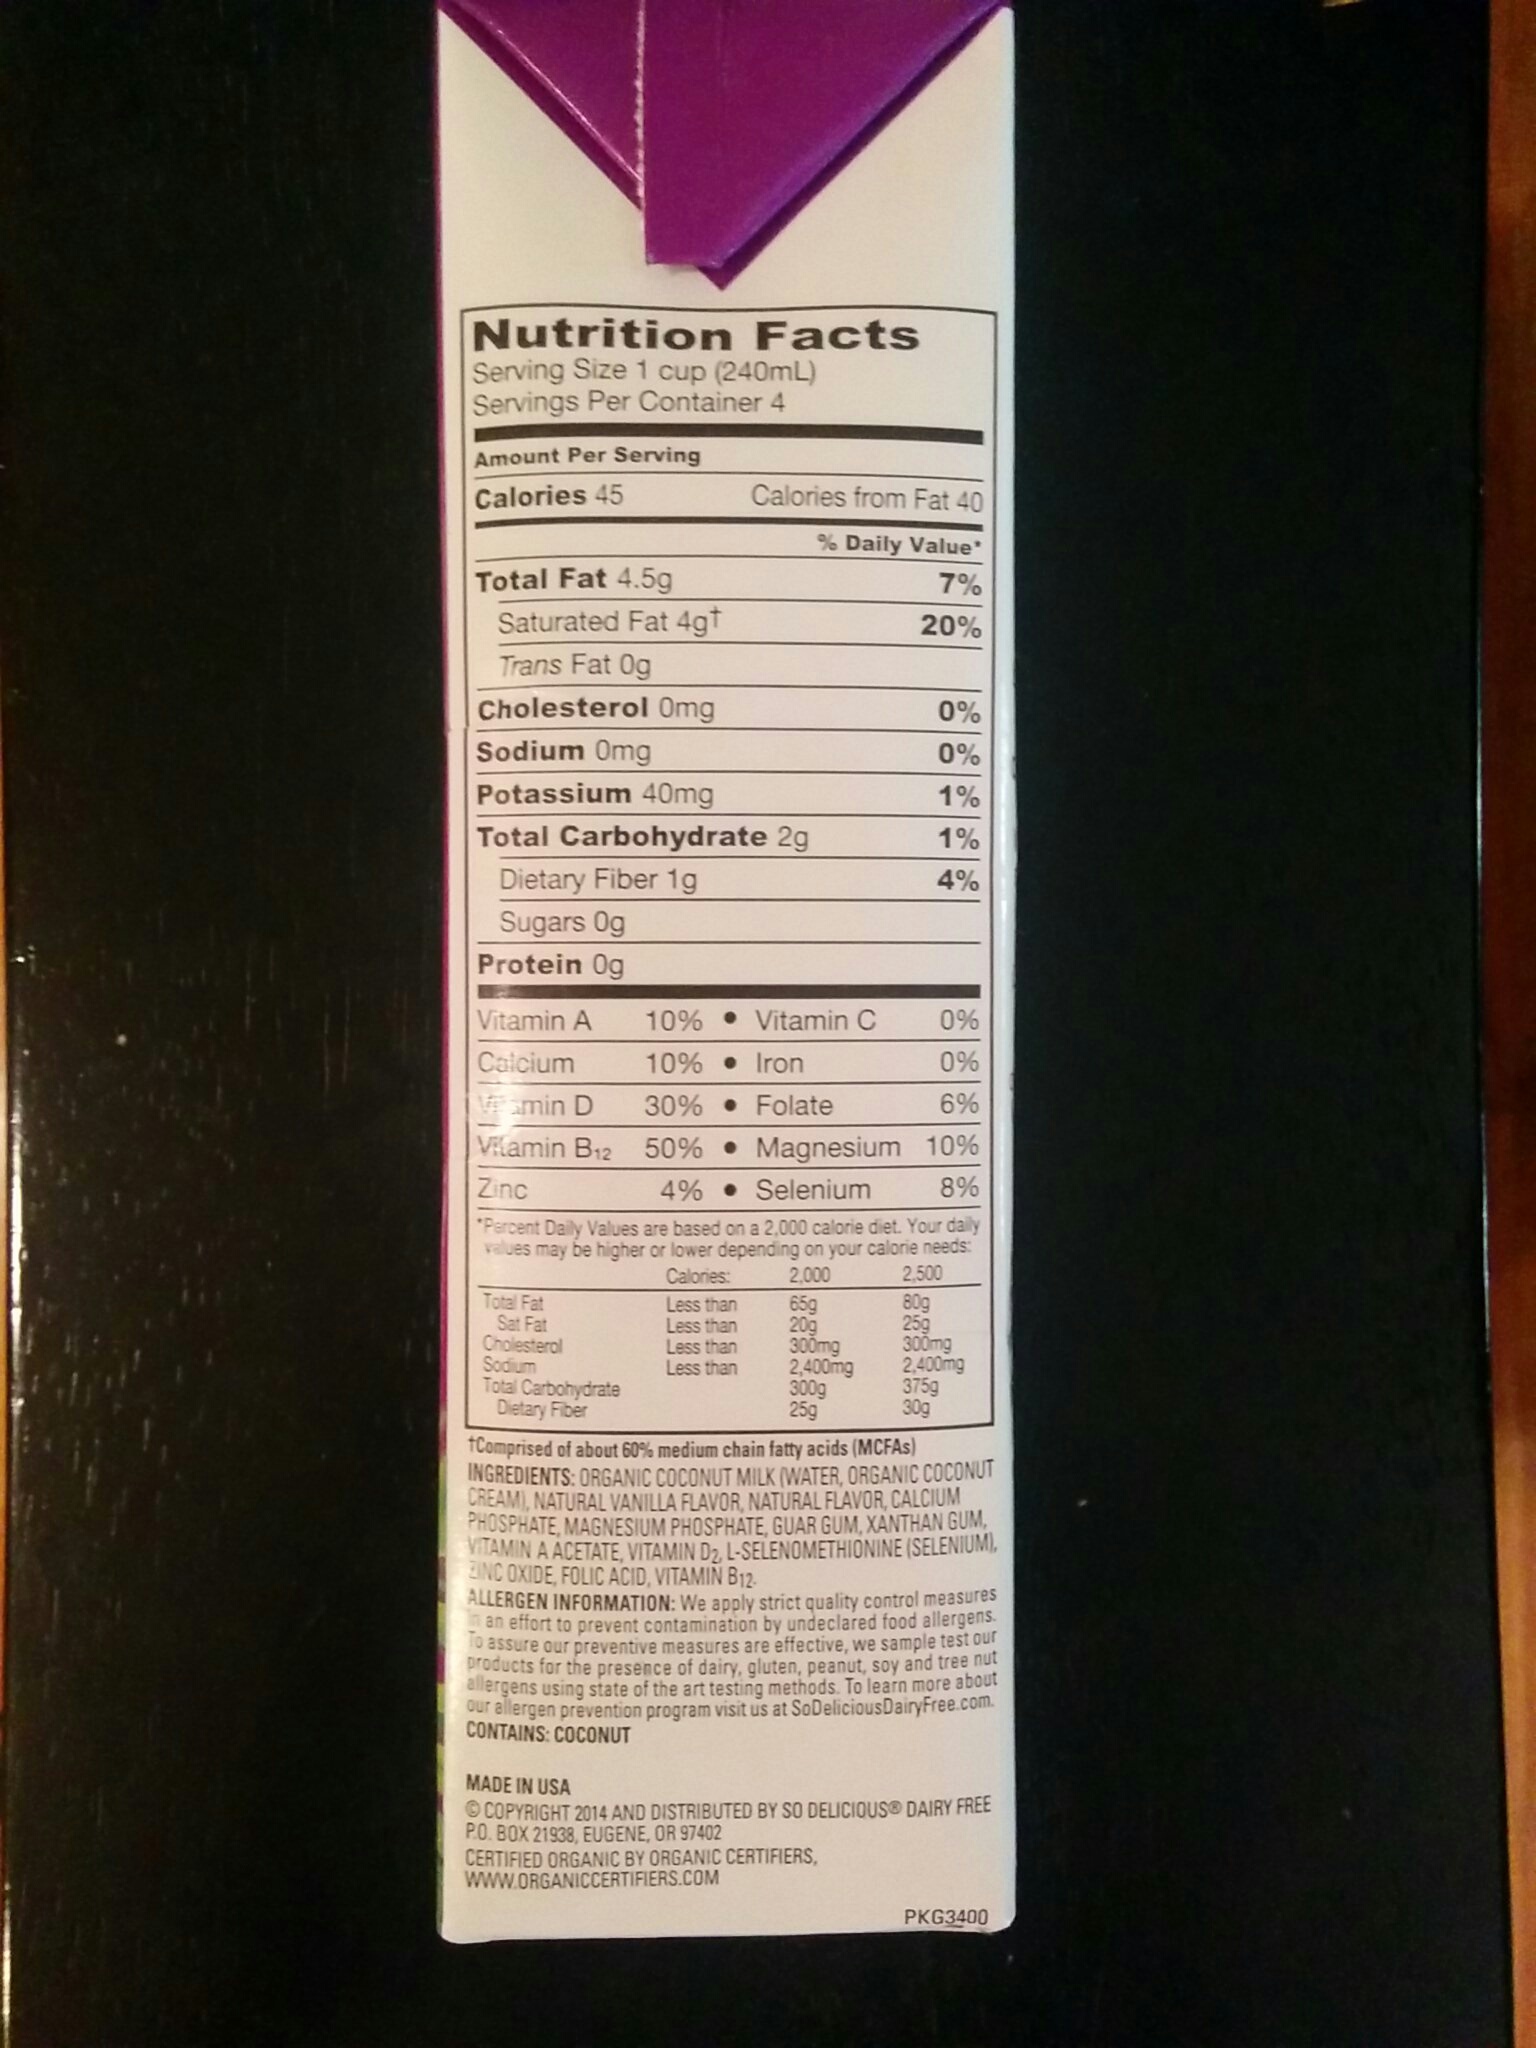 Nutrition Facts
Serving Size 1 cup (240mL)
Servings Per Container 4
Amount Per Serving
Calories 45 Calories from Fat 40
% Daily Value*
Total Fat 4.5g 7%
Saturated Fat 4g† 20%
Trans Fat 0g
Cholesterol 0mg 0%
Sodium 0mg 0%
Potassium 40mg 1%
Total Carbohydrate 2g 1%
Dietary Fiber 1g 4%
Sugars 0g
Protein 0g
Vitamin A 10% • Vitamin C 0%
Calcium 10% • Iron 0%
Vitamin D 30% • Folate 6%
Vitamin B12 50% • Magnesium 10%
Zinc 4% • Selenium 8%
*Percent Daily Values are based on a 2,000 calorie diet. Your daily
values may be higher or lower depending on your calorie needs:
Calories: 2,000 2,500
Total Fat Less than 65g 80g
Sat Fat Less than 20g 25g
Cholesterol Less than 300mg 300mg
Sodium Less than 2,400mg 2,400mg
Total Carbohydrate 300g 375g
Dietary Fiber 25g 30g
†Comprised of about 60% medium chain fatty acids (MCFAs)
INGREDIENTS: ORGANIC COCONUT MILK (WATER, ORGANIC COCONUT
CREAM), NATURAL VANILLA FLAVOR, NATURAL FLAVOR, CALCIUM
PHOSPHATE, MAGNESIUM PHOSPHATE, GUAR GUM, XANTHAN GUM,
VITAMIN A ACETATE, VITAMIN D2, L-SELENOMETHIONINE (SELENIUM),
ZINC OXIDE, FOLIC ACID, VITAMIN B12.
ALLERGEN INFORMATION: We apply strict quality control measures
in an effort to prevent contamination by undeclared food allergens.
To assure our preventive measures are effective, we sample test our
products for the presence of dairy, gluten, peanut, soy and tree nut
allergens using state of the art testing methods. To learn more about
our allergen prevention program visit us at SoDeliciousDairyFree.com.
CONTAINS: COCONUT
MADE IN USA
© COPYRIGHT 2014 AND DISTRIBUTED BY SO DELICIOUS® DAIRY FREE
P.O. BOX 21938, EUGENE, OR 97402
CERTIFIED ORGANIC BY ORGANIC CERTIFIERS,
WWW.ORGANICCERTIFIERS.COM
PKG3400